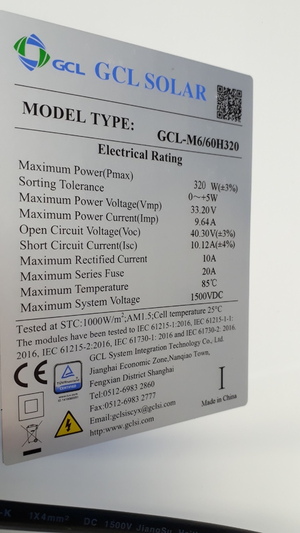 GCL GCL SOLAR
MODEL TYPE: GCL-M6/60H320
Electrical Rating
Maximum Power(Pmax) 320 W(±3%)
Sorting Tolerance 0~+5W
Maximum Power Voltage(Vmp) 33.20V
Maximum Power Current(Imp) 9.64A
Open Circuit Voltage(Voc) 40.30V(±3%)
Short Circuit Current(Isc) 10.12A(±4%)
Maximum Rectified Current 10A
Maximum Series Fuse 20A
Maximum Temperature 85℃
Maximum System Voltage 1500VDC
Tested at STC:1000W/m²;AM1.5;Cell temperature 25℃
The modules have been tested to IEC 61215-1:2016, IEC 61215-1-1:
2016, IEC 61215-2:2016, IEC 61730-1: 2016 and IEC 61730-2: 2016.
CE
GCL System Integration Technology Co., Ltd.
Jianghai Economic Zone,Nanqiao Town,
Fengxian District Shanghai
Tel:0512-6983 2860
Fax:0512-6983 2777
Email:gclsiscyx@gclsi.com
http:www.gclsi.com
I
Made in China
-K 1X4mm² DC 1500V